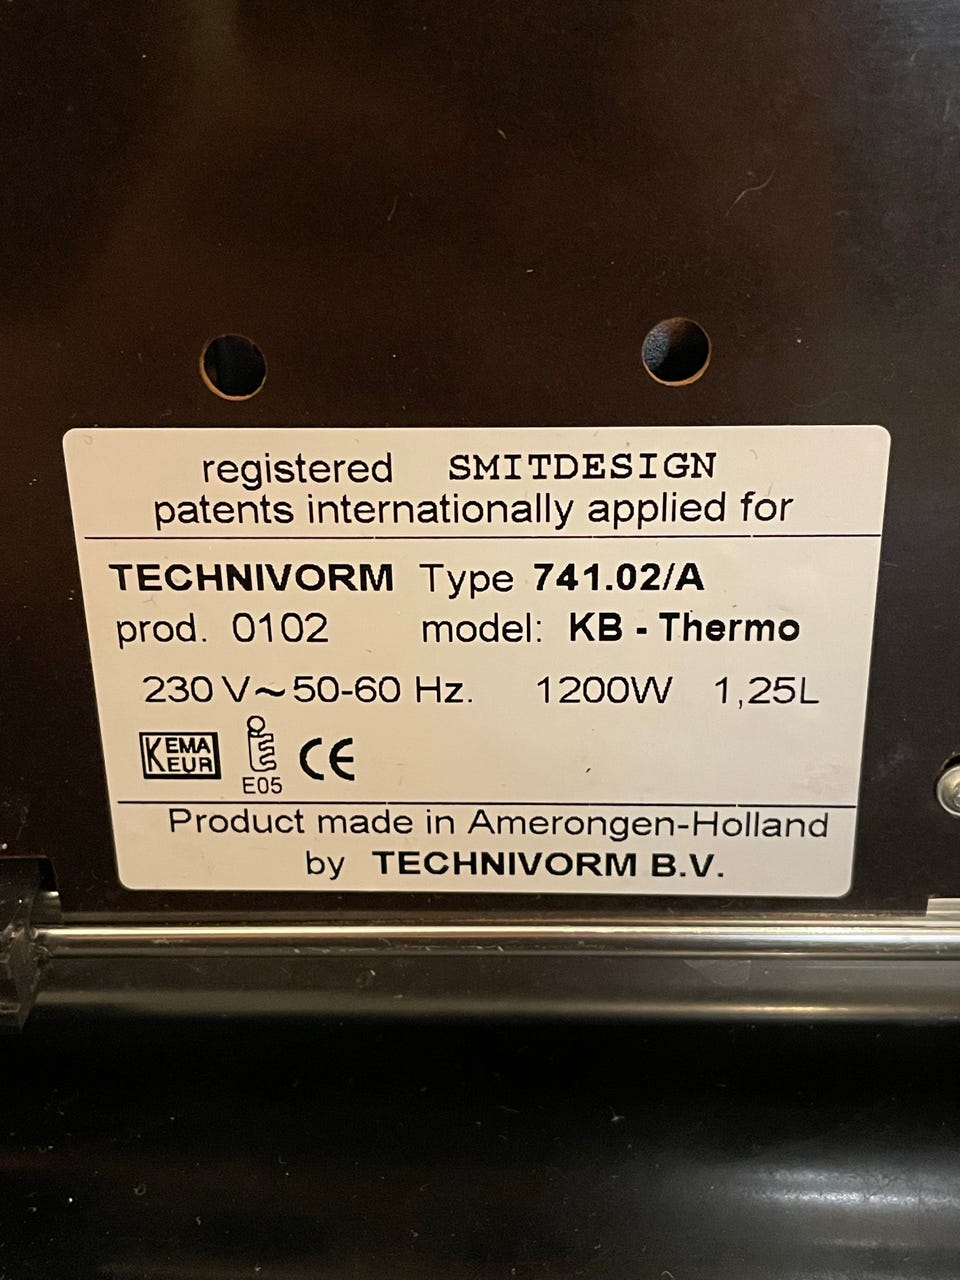 registered SMITDESIGN
patents internationally applied for
TECHNIVORM Type 741.02/A
prod. 0102 model: KB - Thermo
230 V~50-60 Hz. 1200W 1,25L
KEMA EUR E05 CE
Product made in Amerongen-Holland
by TECHNIVORM B.V.